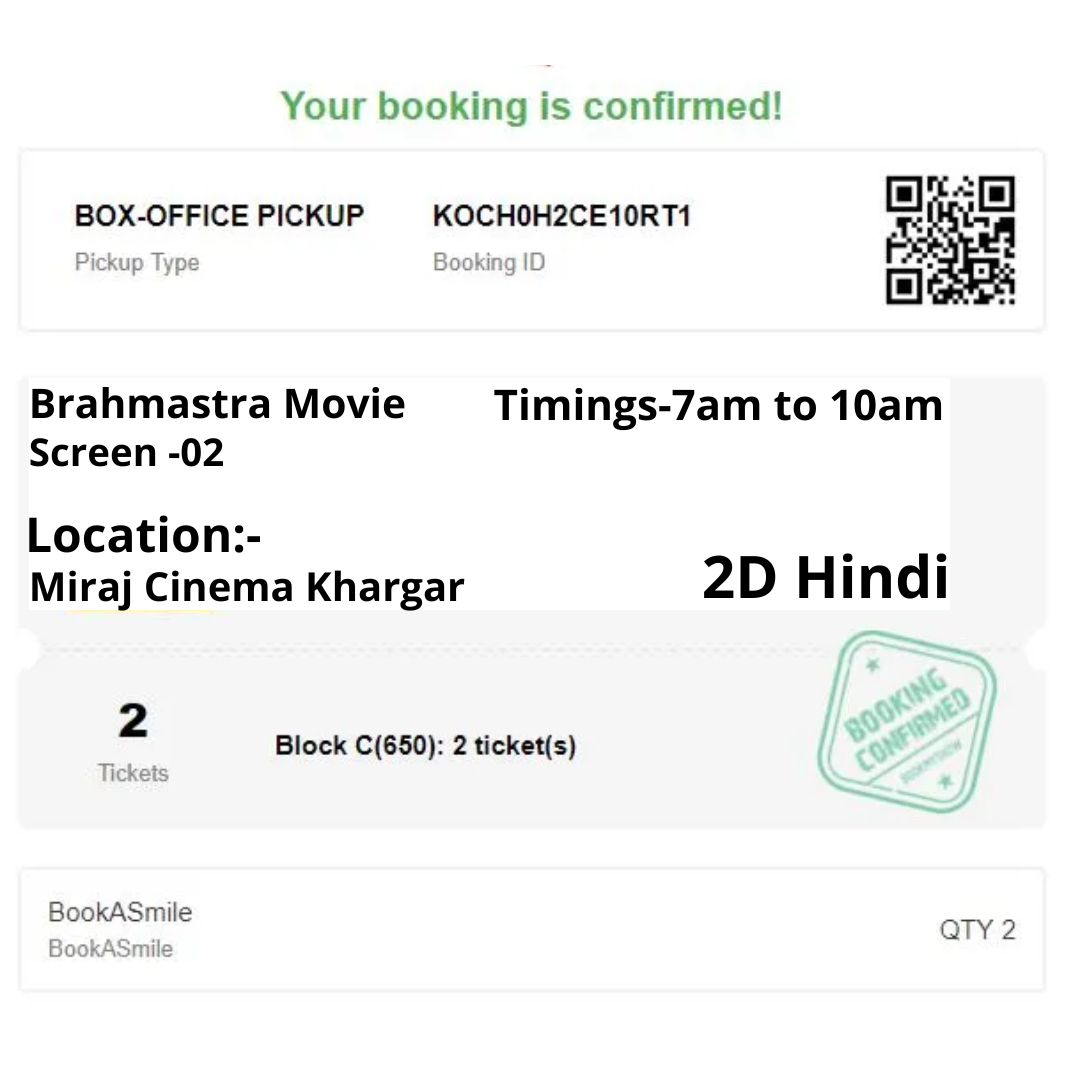 Your booking is confirmed!
BOX-OFFICE PICKUP
Pickup Type
KOCH0H2CE10RT1
Booking ID
Brahmastra Movie
Timings-7am to 10am
Screen -02
Location:-
Miraj Cinema Khargar
2D Hindi
2
Tickets
Block C(650): 2 ticket(s)
BOOKING
CONFIRMED
BOOKMYSHOW
BookASmile
BookASmile
QTY 2